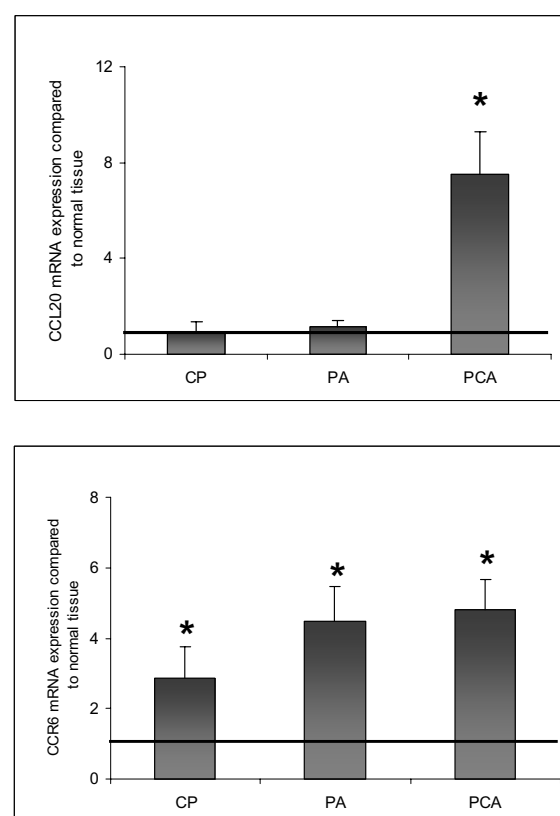 CCL20 mRNA expression compared
to normal tissue
12
8
4
0
*
CP
PA
PCA
CCR6 mRNA expression compared
to normal tissue
8
6
4
2
0
*
*
*
CP
PA
PCA